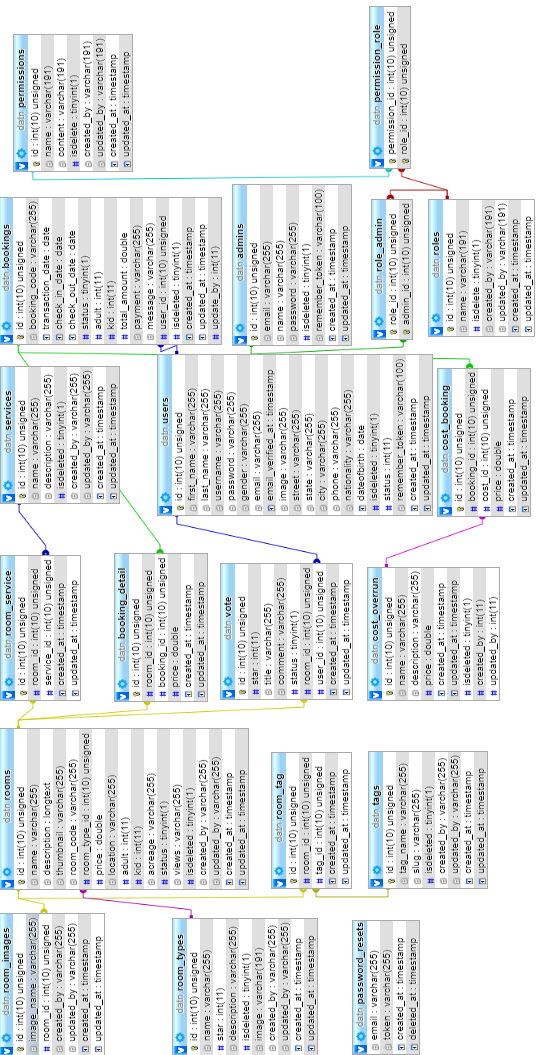 datn permissions
id : int(10) unsigned
name : varchar(191)
content : varchar(191)
isdelete : tinyint(1)
created_by : varchar(191)
updated_by : varchar(191)
created_at : timestamp
updated_at : timestamp
datn permission_role
permission_id : int(10) unsigned
role_id : int(10) unsigned
datn bookings
id : int(10) unsigned
booking_code : varchar(255)
transaction_date : date
check_in_date : date
check_out_date : date
status : tinyint(1)
adult : int(11)
kid : int(11)
total_amount : double
payment : varchar(255)
message : varchar(255)
user_id : int(10) unsigned
isdeleted : tinyint(1)
created_at : timestamp
updated_at : timestamp
update_by : int(11)
datn admins
id : int(10) unsigned
email : varchar(255)
name : varchar(255)
password : varchar(255)
isdeleted : tinyint(1)
remember_token : varchar(100)
created_at : timestamp
updated_at : timestamp
datn role_admin
role_id : int(10) unsigned
admin_id : int(10) unsigned
datn roles
id : int(10) unsigned
name : varchar(191)
isdelete : tinyint(1)
created_by : varchar(191)
updated_by : varchar(191)
created_at : timestamp
updated_at : timestamp
datn services
id : int(10) unsigned
name : varchar(255)
description : varchar(255)
isdeleted : tinyint(1)
created_by : varchar(255)
updated_by : varchar(255)
created_at : timestamp
updated_at : timestamp
datn users
id : int(10) unsigned
first_name : varchar(255)
last_name : varchar(255)
username : varchar(255)
password : varchar(255)
gender : varchar(255)
email : varchar(255)
email_verified_at : timestamp
image : varchar(255)
street : varchar(255)
state : varchar(255)
city : varchar(255)
phone : varchar(255)
nationality : varchar(255)
dateofbirth : date
isdeleted : tinyint(1)
status : int(11)
remember_token : varchar(100)
created_at : timestamp
updated_at : timestamp
datn cost_booking
id : int(10) unsigned
booking_id : int(10) unsigned
cost_id : int(10) unsigned
price : double
created_at : timestamp
updated_at : timestamp
datn room_service
id : int(10) unsigned
room_id : int(10) unsigned
service_id : int(10) unsigned
created_at : timestamp
updated_at : timestamp
datn booking_detail
id : int(10) unsigned
room_id : int(10) unsigned
booking_id : int(10) unsigned
price : double
created_at : timestamp
updated_at : timestamp
datn vote
id : int(10) unsigned
star : int(11)
title : varchar(255)
comment : varchar(255)
status : tinyint(1)
room_id : int(10) unsigned
user_id : int(10) unsigned
created_at : timestamp
updated_at : timestamp
datn cost_overrun
id : int(10) unsigned
name : varchar(255)
description : varchar(255)
price : double
created_at : timestamp
updated_at : timestamp
isdeleted : tinyint(1)
created_by : int(11)
updated_by : int(11)
datn rooms
id : int(10) unsigned
name : varchar(255)
description : longtext
thumbnail : varchar(255)
room_code : varchar(255)
room_type_id : int(10) unsigned
price : double
location : varchar(255)
adult : int(11)
kid : int(11)
acreage : varchar(255)
status : tinyint(1)
views : varchar(255)
isdeleted : tinyint(1)
created_by : varchar(255)
updated_by : varchar(255)
created_at : timestamp
updated_at : timestamp
datn room_tag
id : int(10) unsigned
room_id : int(10) unsigned
tag_id : int(10) unsigned
created_at : timestamp
updated_at : timestamp
datn tags
id : int(10) unsigned
tag_name : varchar(255)
slug : varchar(255)
isdeleted : tinyint(1)
created_by : varchar(255)
updated_by : varchar(255)
created_at : timestamp
updated_at : timestamp
datn room_images
id : int(10) unsigned
image_name : varchar(255)
room_id : int(10) unsigned
created_by : varchar(255)
updated_by : varchar(255)
created_at : timestamp
updated_at : timestamp
datn room_types
id : int(10) unsigned
name : varchar(255)
star : int(11)
description : varchar(255)
isdeleted : tinyint(1)
image : varchar(191)
created_by : varchar(255)
updated_by : varchar(255)
created_at : timestamp
updated_at : timestamp
datn password_resets
email : varchar(255)
token : varchar(255)
created_at : timestamp
deleted_at : timestamp